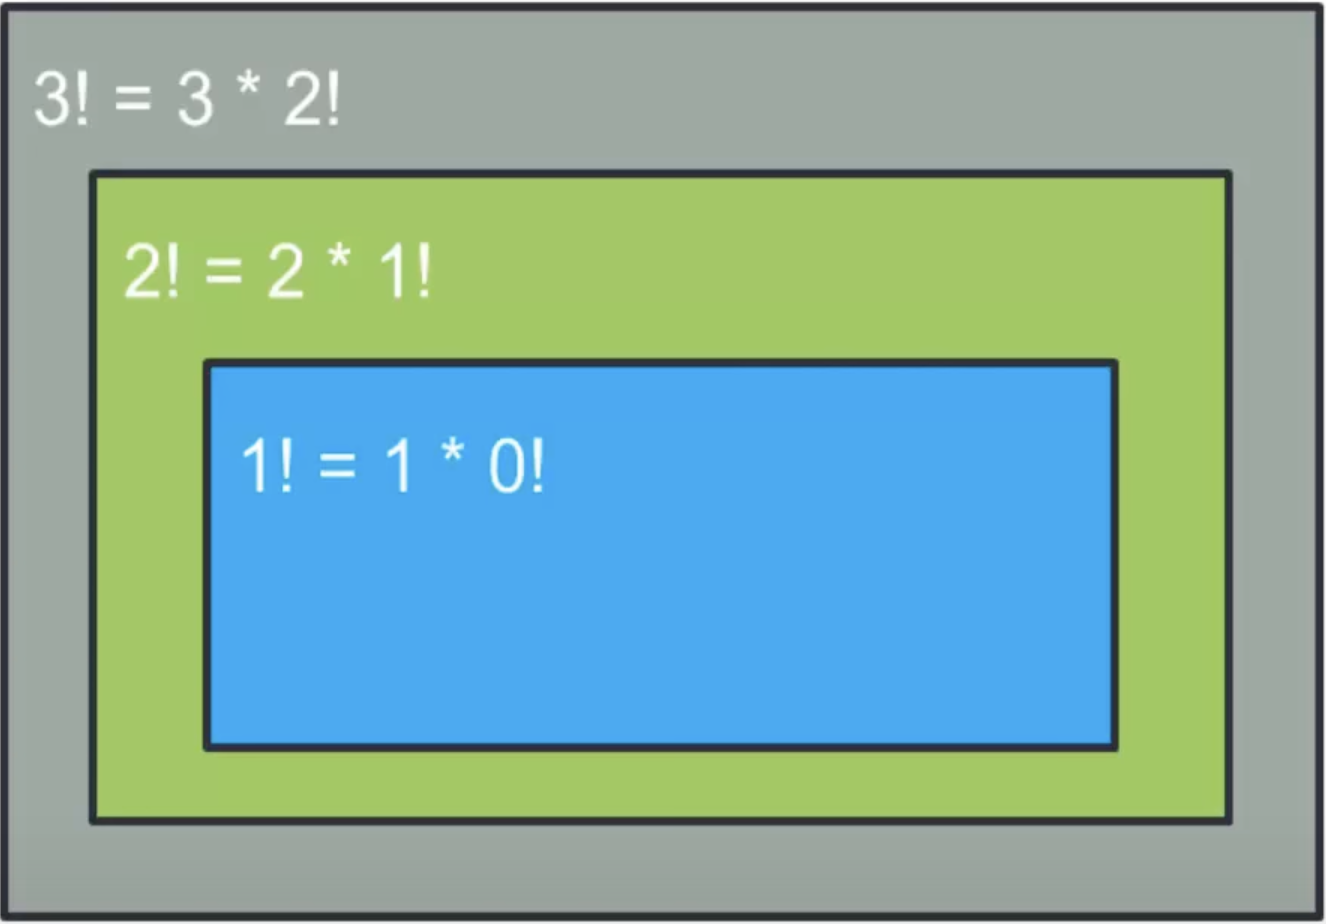 3! = 3 * 2!
2! = 2 * 1!
1! = 1 * 0!